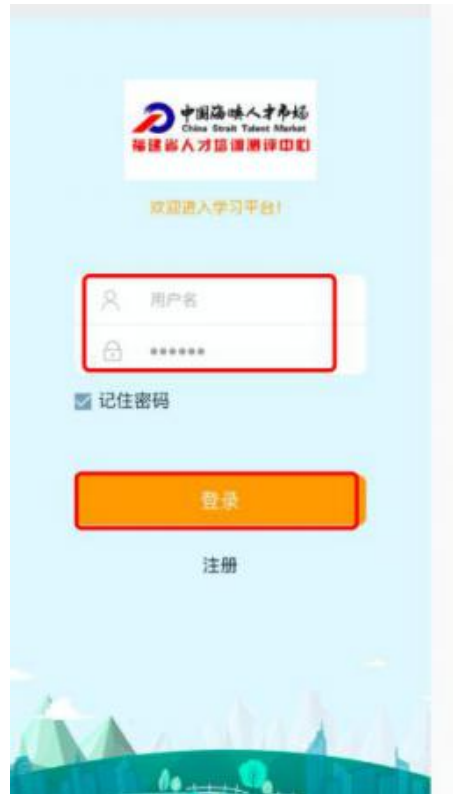 中国海峡人才市场
China Strait Talent Market
福建省人才培训测评中心
欢迎进入学习平台!
用户名
******
记住密码
登录
注册